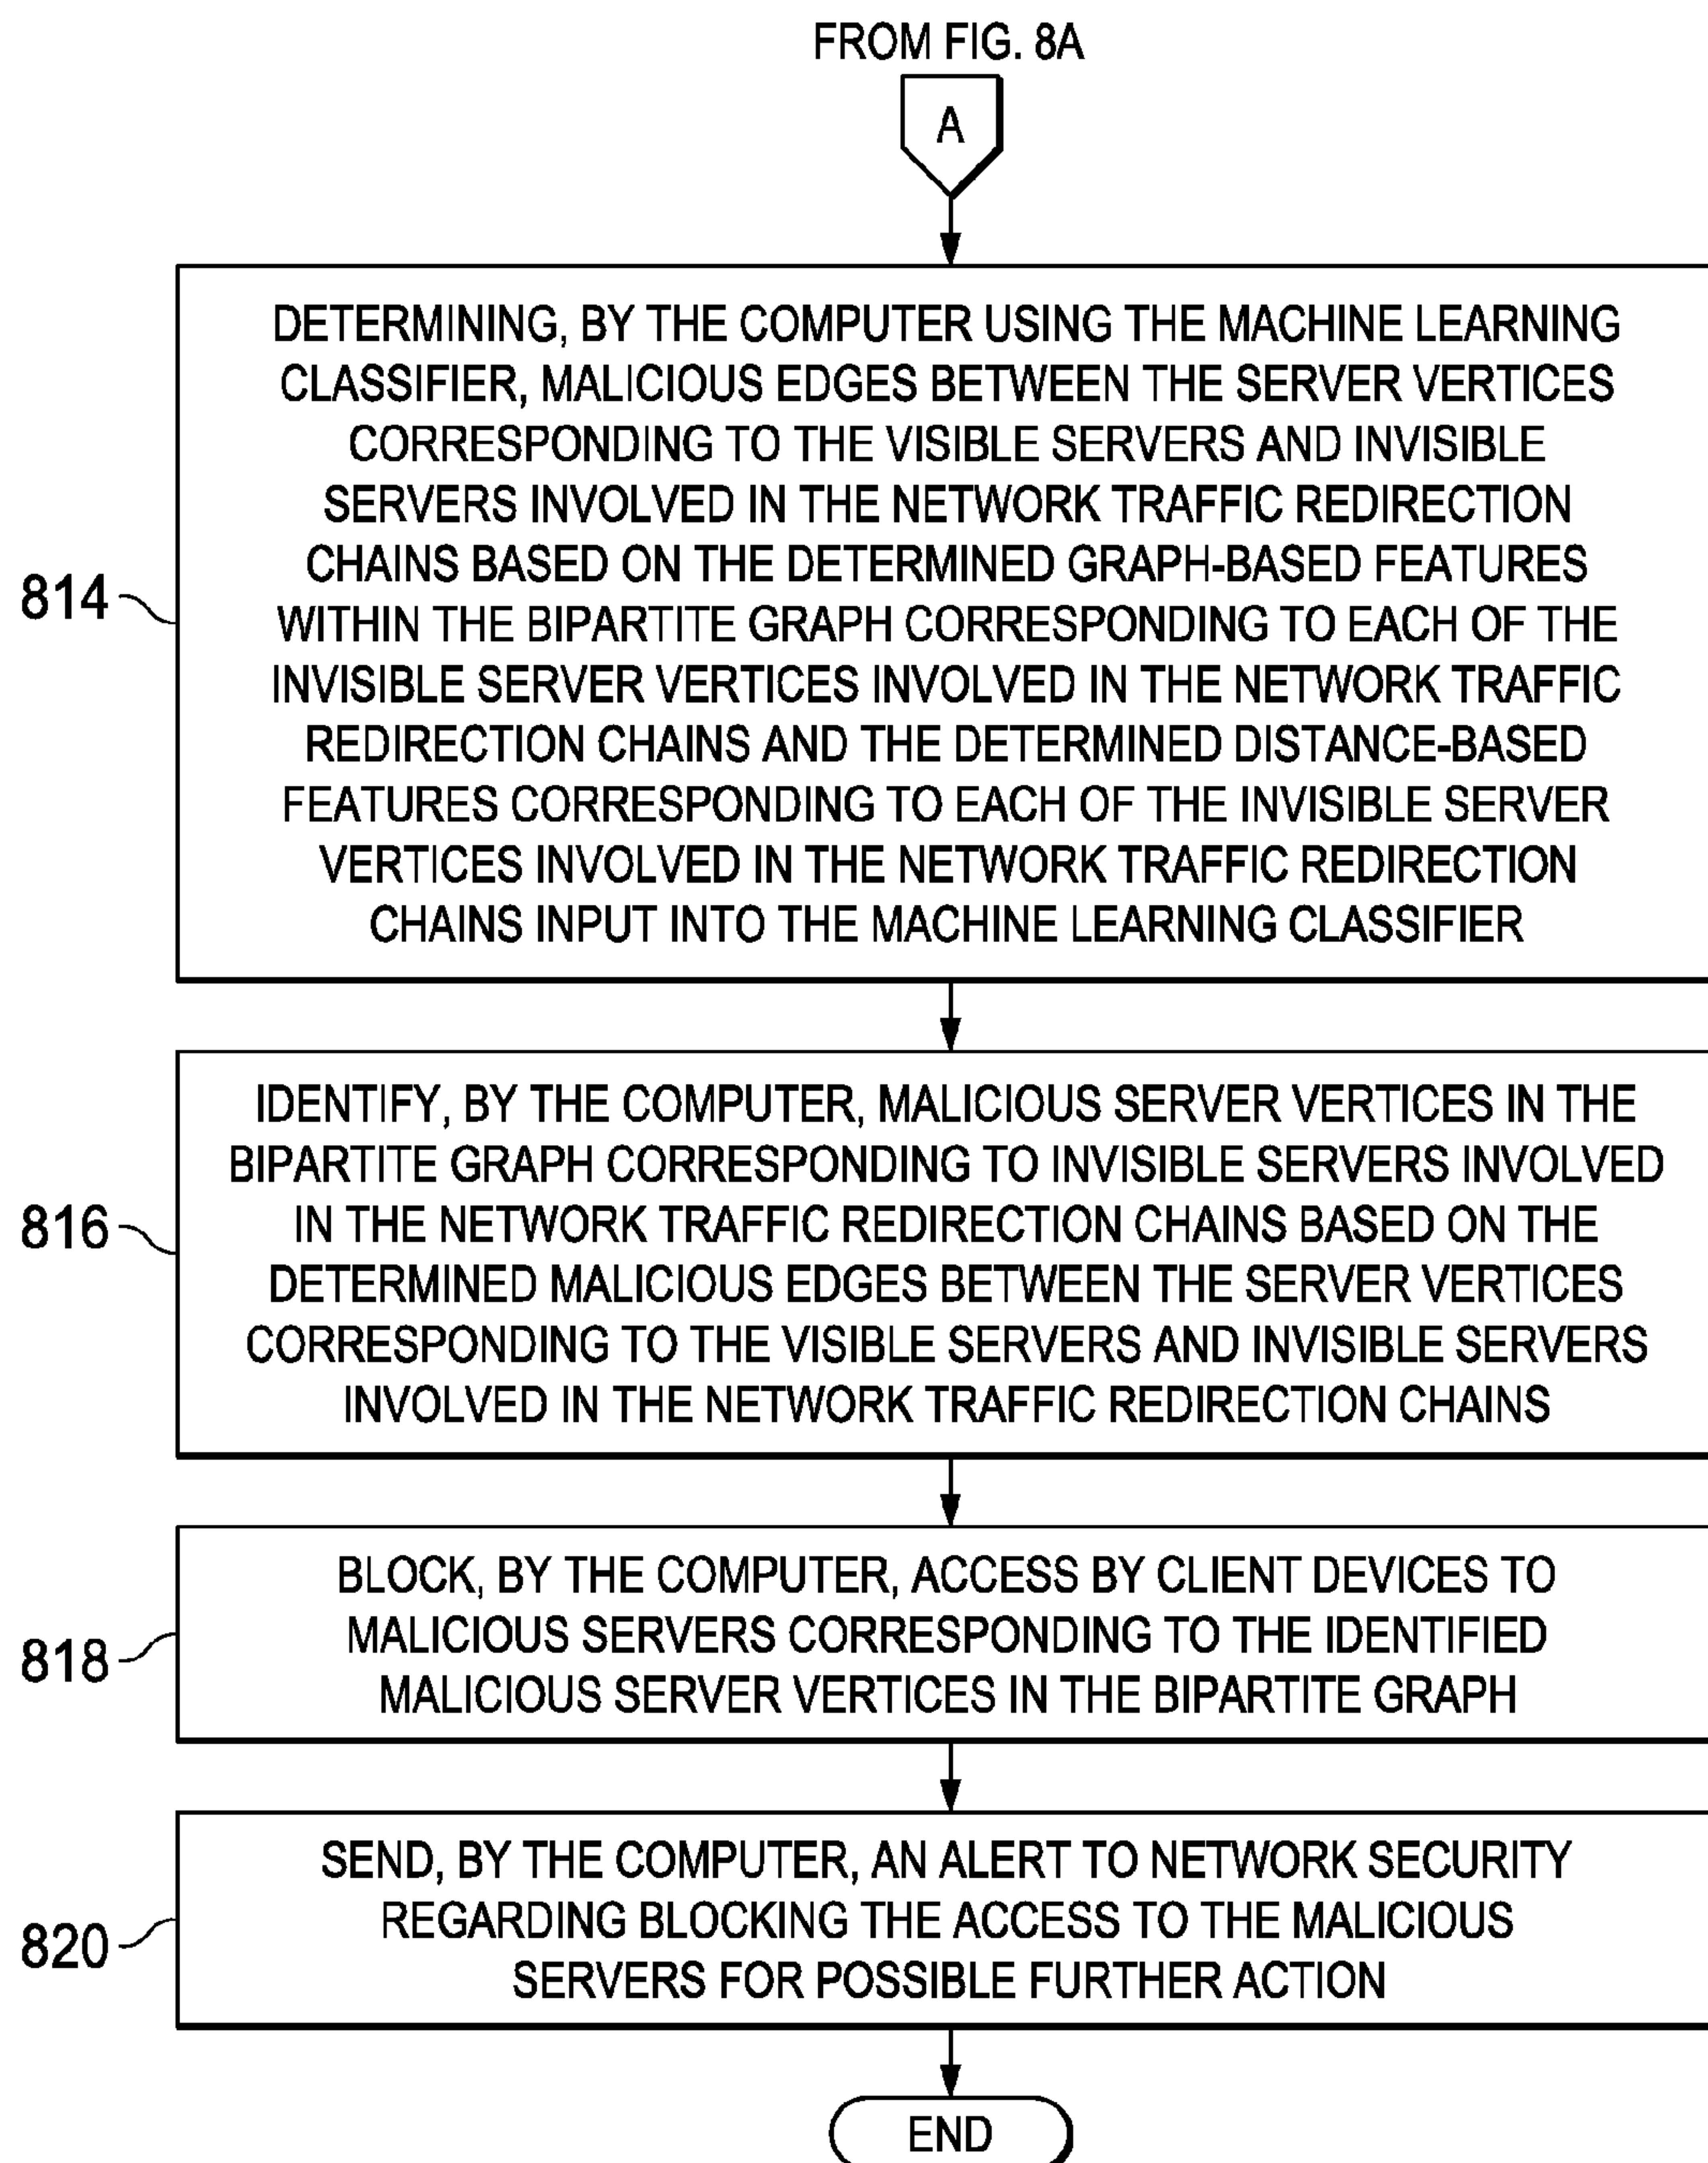 FROM FIG. 8A
A
DETERMINING, BY THE COMPUTER USING THE MACHINE LEARNING
CLASSIFIER, MALICIOUS EDGES BETWEEN THE SERVER VERTICES
CORRESPONDING TO THE VISIBLE SERVERS AND INVISIBLE
SERVERS INVOLVED IN THE NETWORK TRAFFIC REDIRECTION
CHAINS BASED ON THE DETERMINED GRAPH-BASED FEATURES
WITHIN THE BIPARTITE GRAPH CORRESPONDING TO EACH OF THE
INVISIBLE SERVER VERTICES INVOLVED IN THE NETWORK TRAFFIC
REDIRECTION CHAINS AND THE DETERMINED DISTANCE-BASED
FEATURES CORRESPONDING TO EACH OF THE INVISIBLE SERVER
VERTICES INVOLVED IN THE NETWORK TRAFFIC REDIRECTION
CHAINS INPUT INTO THE MACHINE LEARNING CLASSIFIER
814
IDENTIFY, BY THE COMPUTER, MALICIOUS SERVER VERTICES IN THE
BIPARTITE GRAPH CORRESPONDING TO INVISIBLE SERVERS INVOLVED
IN THE NETWORK TRAFFIC REDIRECTION CHAINS BASED ON THE
DETERMINED MALICIOUS EDGES BETWEEN THE SERVER VERTICES
CORRESPONDING TO THE VISIBLE SERVERS AND INVISIBLE SERVERS
INVOLVED IN THE NETWORK TRAFFIC REDIRECTION CHAINS
816
BLOCK, BY THE COMPUTER, ACCESS BY CLIENT DEVICES TO
MALICIOUS SERVERS CORRESPONDING TO THE IDENTIFIED
MALICIOUS SERVER VERTICES IN THE BIPARTITE GRAPH
818
SEND, BY THE COMPUTER, AN ALERT TO NETWORK SECURITY
REGARDING BLOCKING THE ACCESS TO THE MALICIOUS
SERVERS FOR POSSIBLE FURTHER ACTION
820
END